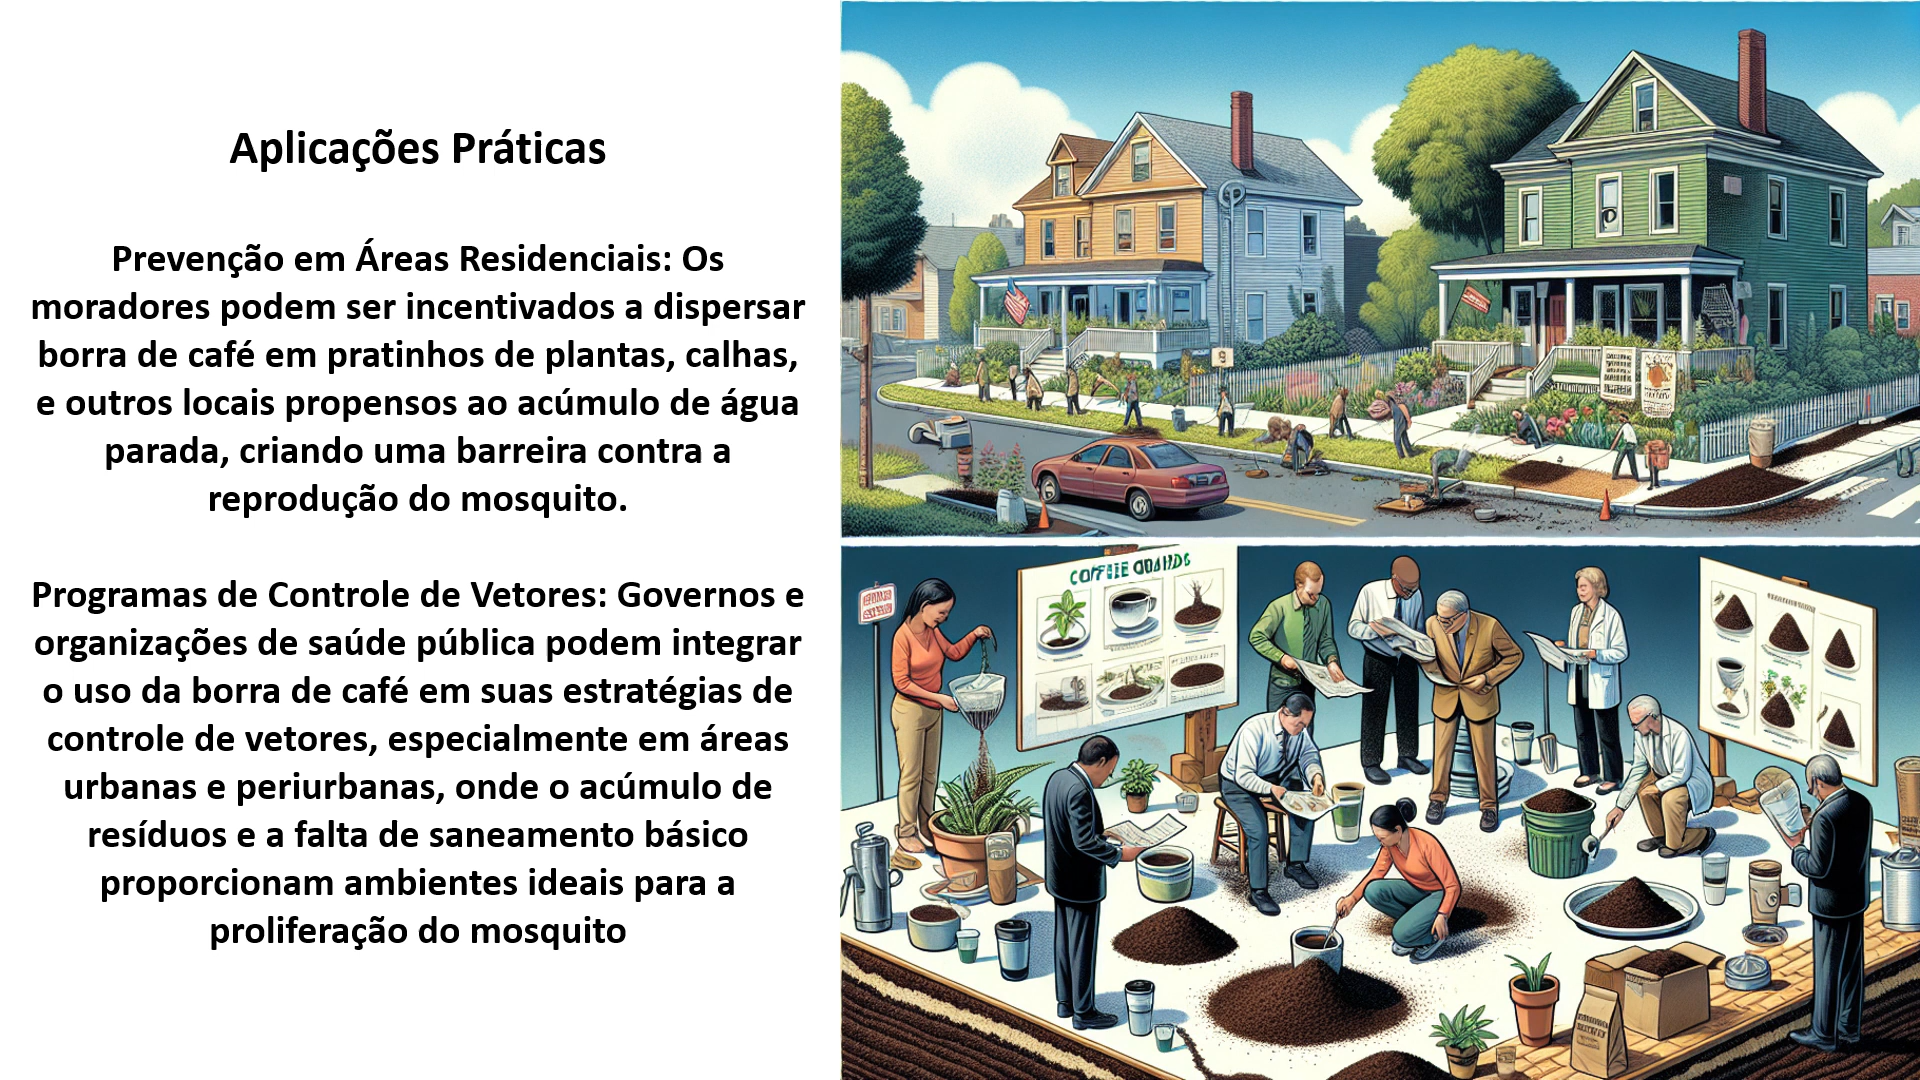 Aplicações Práticas
Prevenção em Áreas Residenciais: Os
moradores podem ser incentivados a dispersar
borra de café em pratinhos de plantas, calhas,
e outros locais propensos ao acúmulo de água
parada, criando uma barreira contra a
reprodução do mosquito.
Programas de Controle de Vetores: Governos e
organizações de saúde pública podem integrar
o uso da borra de café em suas estratégias de
controle de vetores, especialmente em áreas
urbanas e periurbanas, onde o acúmulo de
resíduos e a falta de saneamento básico
proporcionam ambientes ideais para a
proliferação do mosquito